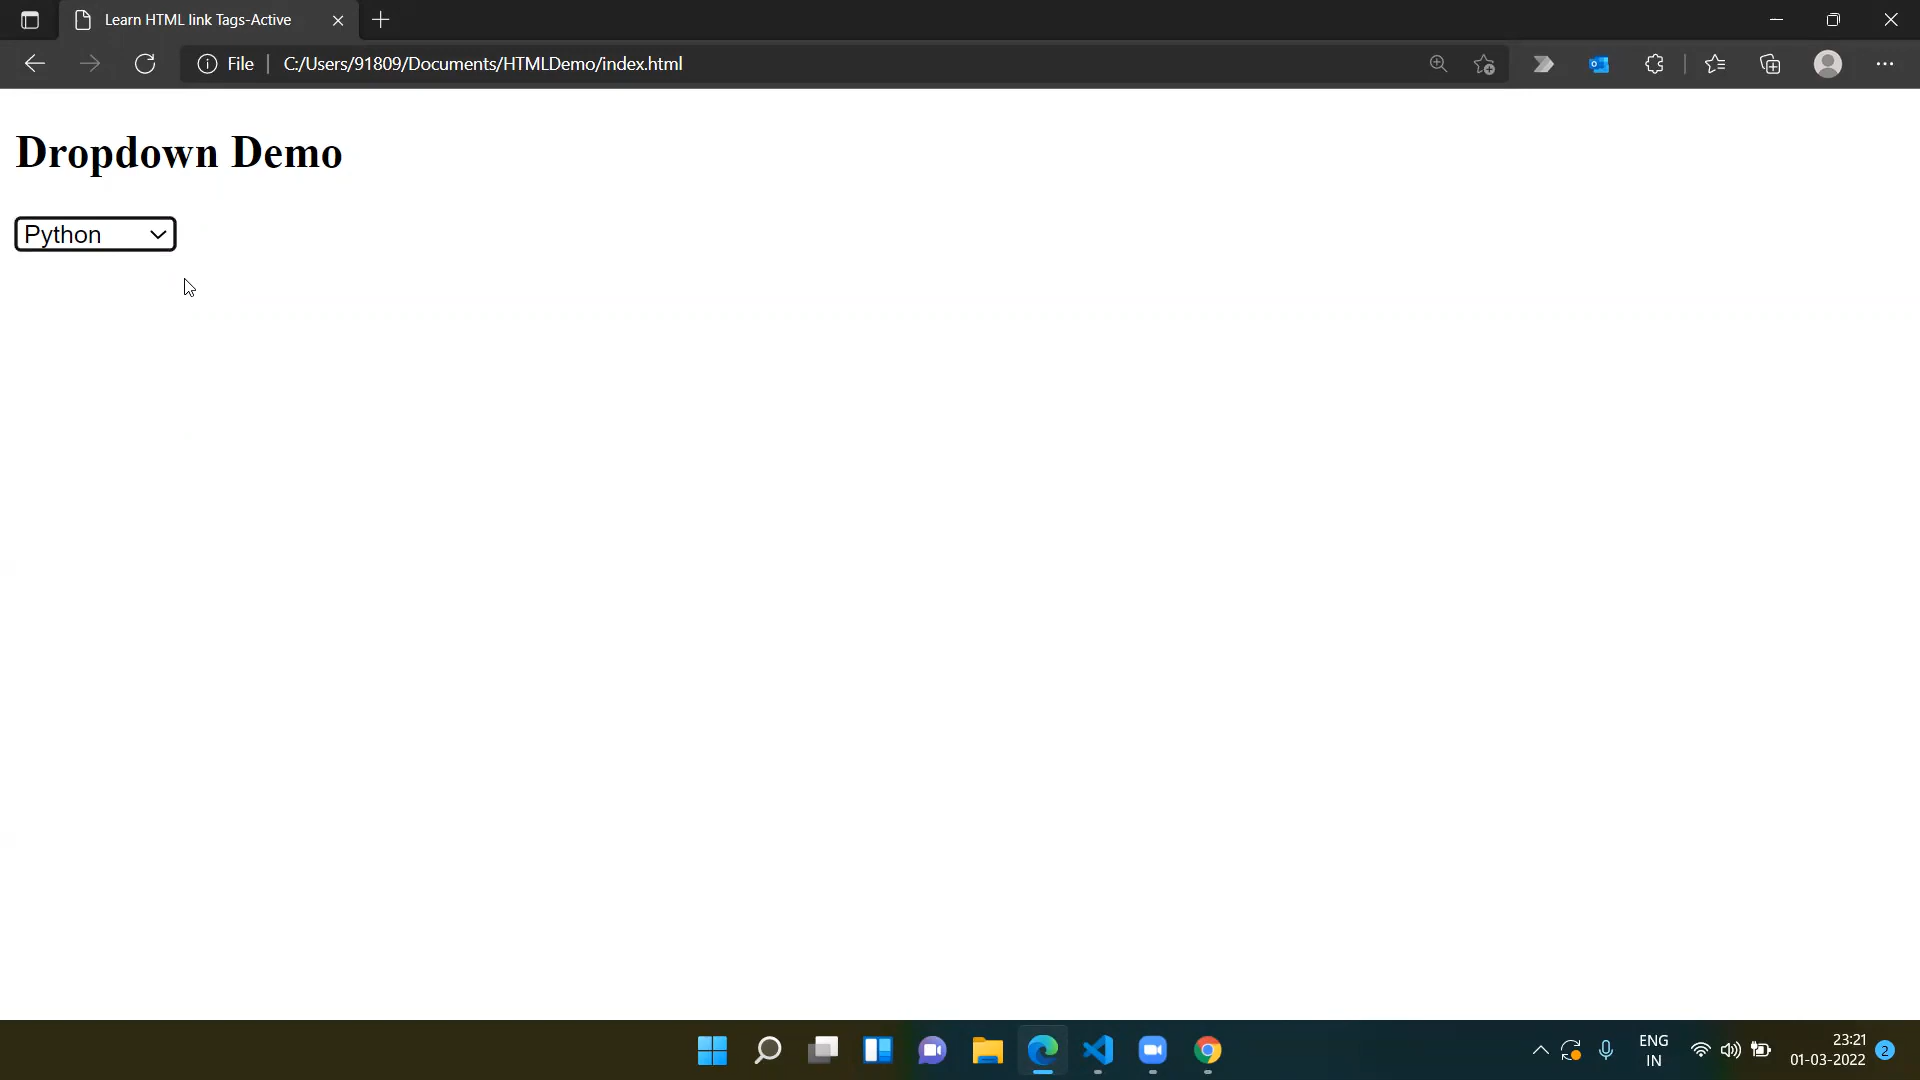 Learn HTML link Tags-Active
File
C:/Users/91809/Documents/HTMLDemo/index.html
Dropdown Demo
Python
ENG
IN
23:21
01-03-2022
2